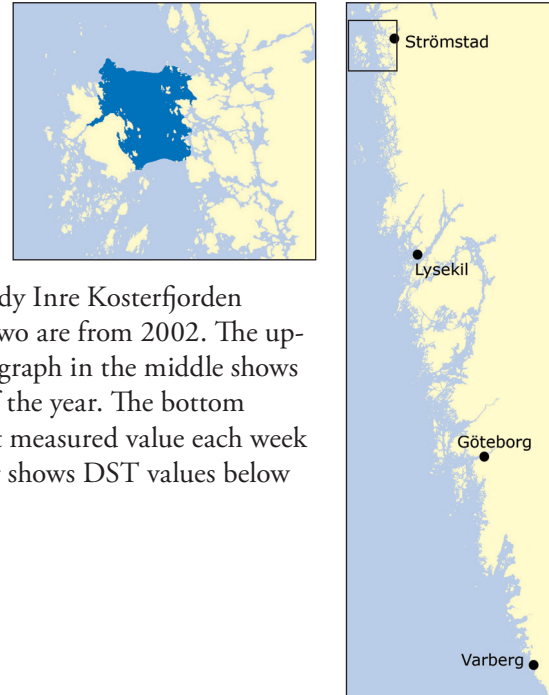 dy Inre Kosterfjorden
wo are from 2002. The up-
graph in the middle shows
f the year. The bottom
t measured value each week
r shows DST values below
Strömstad
Lysekil
Göteborg
Varberg